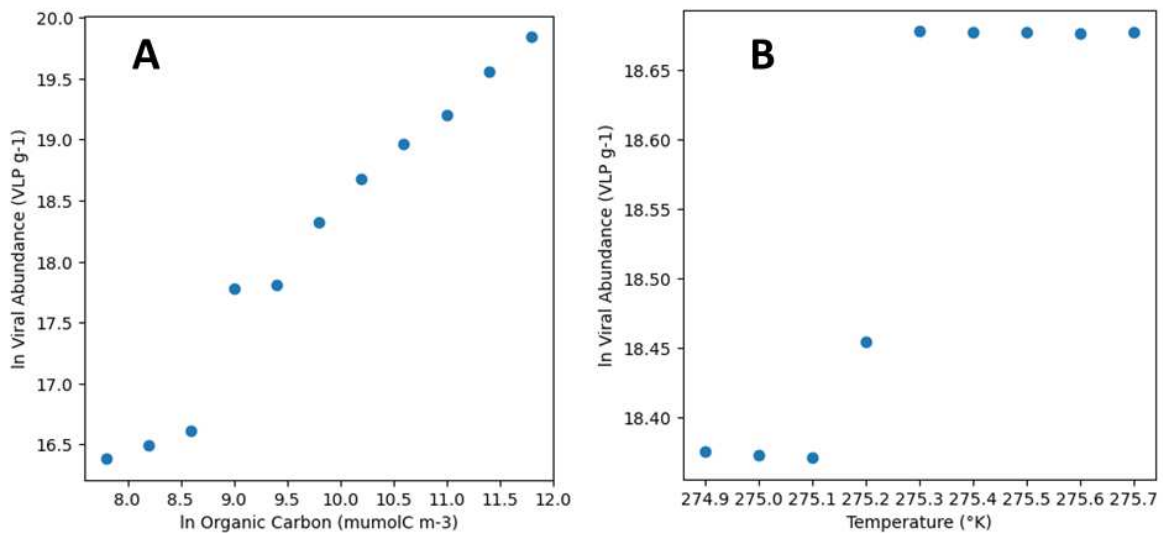 A
20.0
19.5
19.0
18.5
18.0
17.5
17.0
16.5
ln Viral Abundance (VLP g-1)
8.0 8.5 9.0 9.5 10.0 10.5 11.0 11.5 12.0
ln Organic Carbon (mumolC m-3)
B
18.65
18.60
18.55
18.50
18.45
18.40
ln Viral Abundance (VLP g-1)
274.9 275.0 275.1 275.2 275.3 275.4 275.5 275.6 275.7
Temperature (°K)